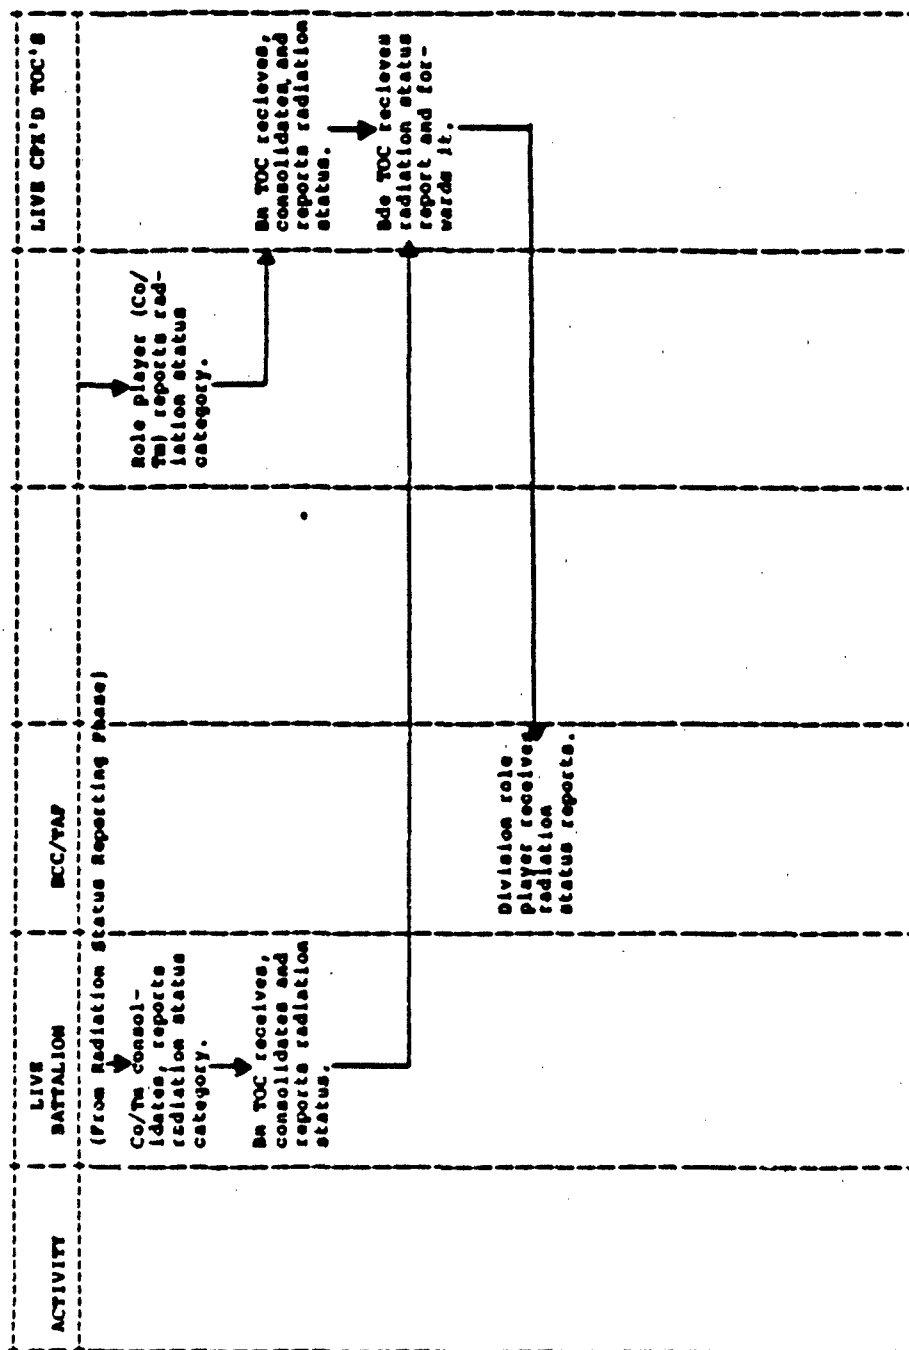 ACTIVITY
LIVE
BATTALION
ECC/TAF
LIVE CPX'D TOC'S
(From Radiation Status Reporting Phase)
Co/Tm consol-
idates, reports
radiation status
category.
Bn TOC receives,
consolidates and
reports radiation
status.
Division role
player receives
radiation
status reports.
Role player (Co/
Tm) reports rad-
iation status
category.
Bn TOC recieves,
consolidates, and
reports radiation
status.
Bde TOC recieves
radiation status
report and for-
wards it.